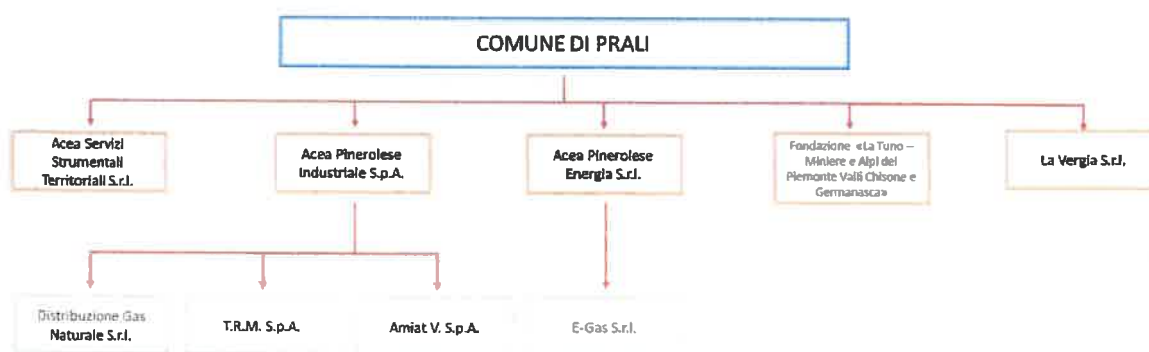 COMUNE DI PRALI
Acea Servizi
Strumentali
Territoriali S.r.l.
Acea Pinerolese
Industriale S.p.A.
Acea Pinerolese
Energia S.r.l.
Fondazione «La Tuno –
Miniere e Alpi del
Piemonte Valli Chisone e
Germanasca»
La Vergia S.r.l.
Distribuzione Gas
Naturale S.r.l.
T.R.M. S.p.A.
Amiat V. S.p.A.
E-Gas S.r.l.